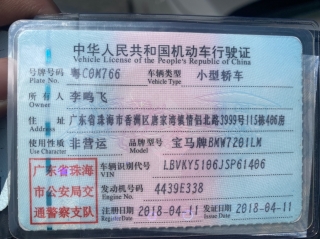 中华人民共和国机动车行驶证
Vehicle License of the People's Republic of China
号牌号码 粤C0M766 车辆类型 小型轿车
Plate No. Vehicle Type
所有人 李鸣飞
Owner
住址 广东省珠海市香洲区唐家湾镇情侣北路3999号115栋406房
Address
使用性质 非营运 品牌型号 宝马牌BMW7201LM
Use Character Model
广东省珠海 车辆识别代号 LBVKY5106JSP61406
VIN
市公安局交 发动机号码 4439E338
Engine No.
通警察支队 注册日期 2018-04-11 发证日期 2018-04-11
Register Date Issue Date